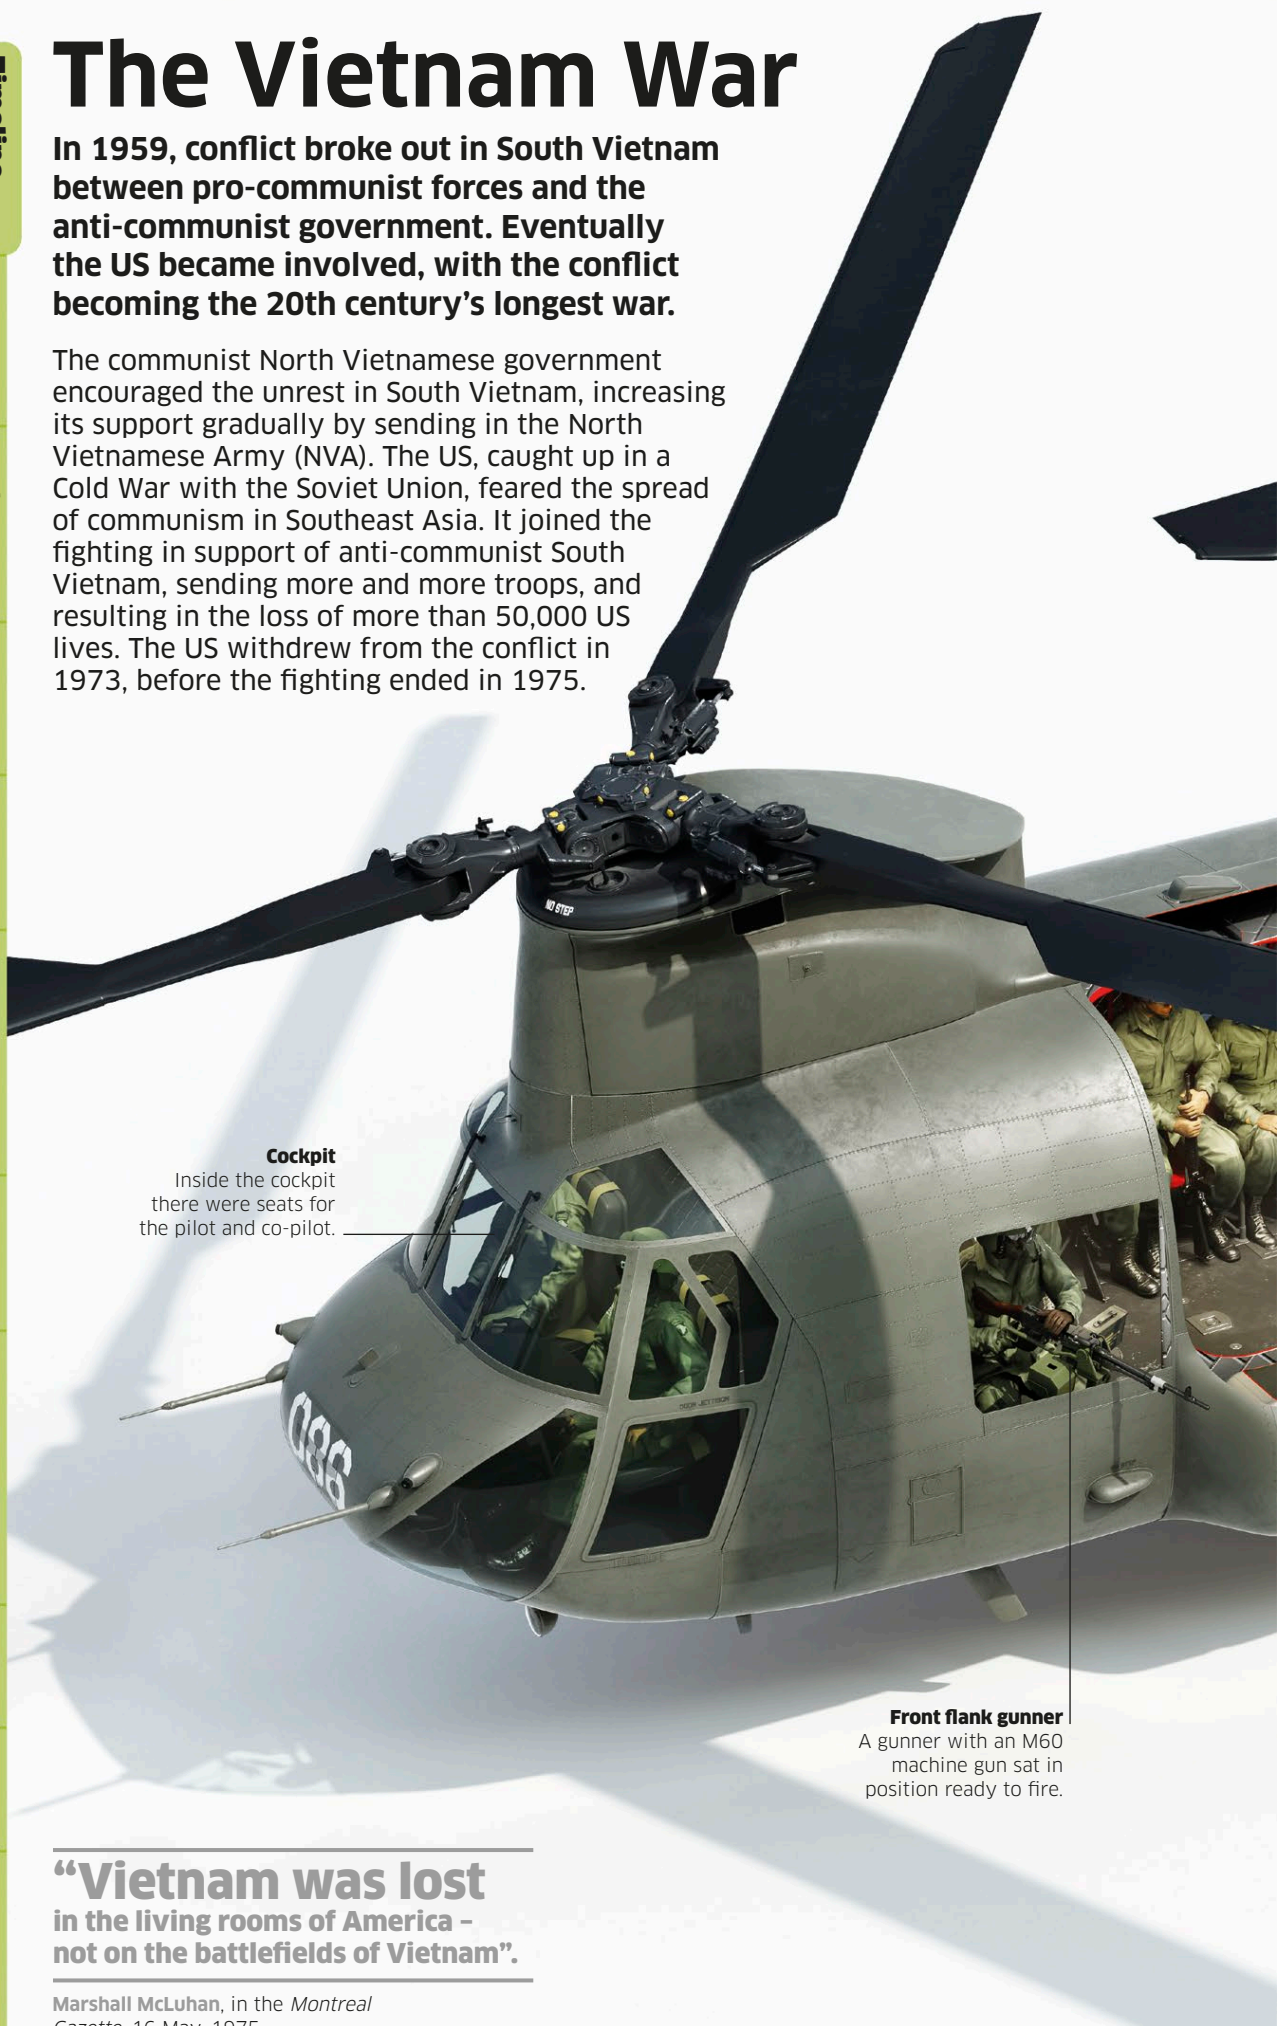 Timeline
The Vietnam War
In 1959, conflict broke out in South Vietnam
between pro-communist forces and the
anti-communist government. Eventually
the US became involved, with the conflict
becoming the 20th century’s longest war.
The communist North Vietnamese government
encouraged the unrest in South Vietnam, increasing
its support gradually by sending in the North
Vietnamese Army (NVA). The US, caught up in a
Cold War with the Soviet Union, feared the spread
of communism in Southeast Asia. It joined the
fighting in support of anti-communist South
Vietnam, sending more and more troops, and
resulting in the loss of more than 50,000 US
lives. The US withdrew from the conflict in
1973, before the fighting ended in 1975.
NO STEP
Cockpit
Inside the cockpit
there were seats for
the pilot and co-pilot.
DOOR JETTISON
086
Front flank gunner
A gunner with an M60
machine gun sat in
position ready to fire.
“Vietnam was lost
in the living rooms of America –
not on the battlefields of Vietnam”.
Marshall McLuhan, in the Montreal
Gazette, 16 May, 1975